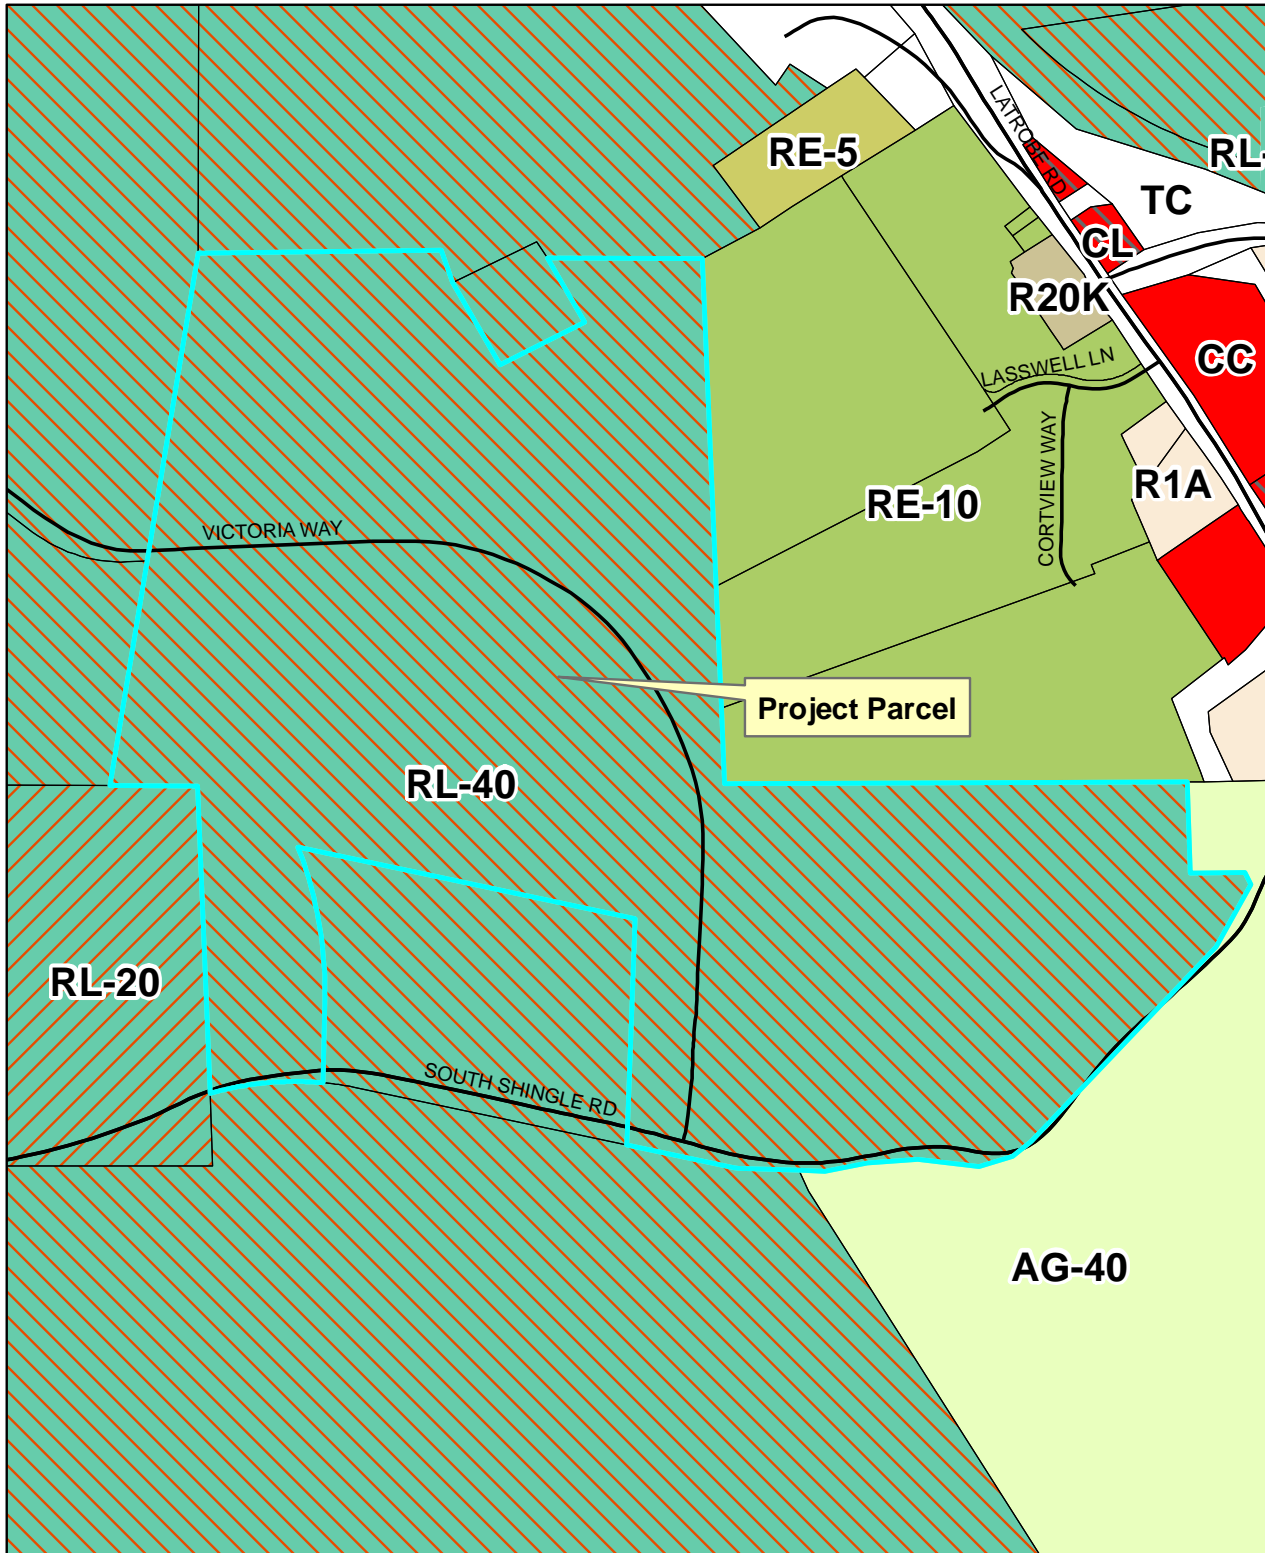 LATROBE RD
RE-5
RL-
TC
CL
R20K
CC
LASSWELL LN
CORTVIEW WAY
R1A
RE-10
VICTORIA WAY
Project Parcel
RL-40
RL-20
SOUTH SHINGLE RD
AG-40